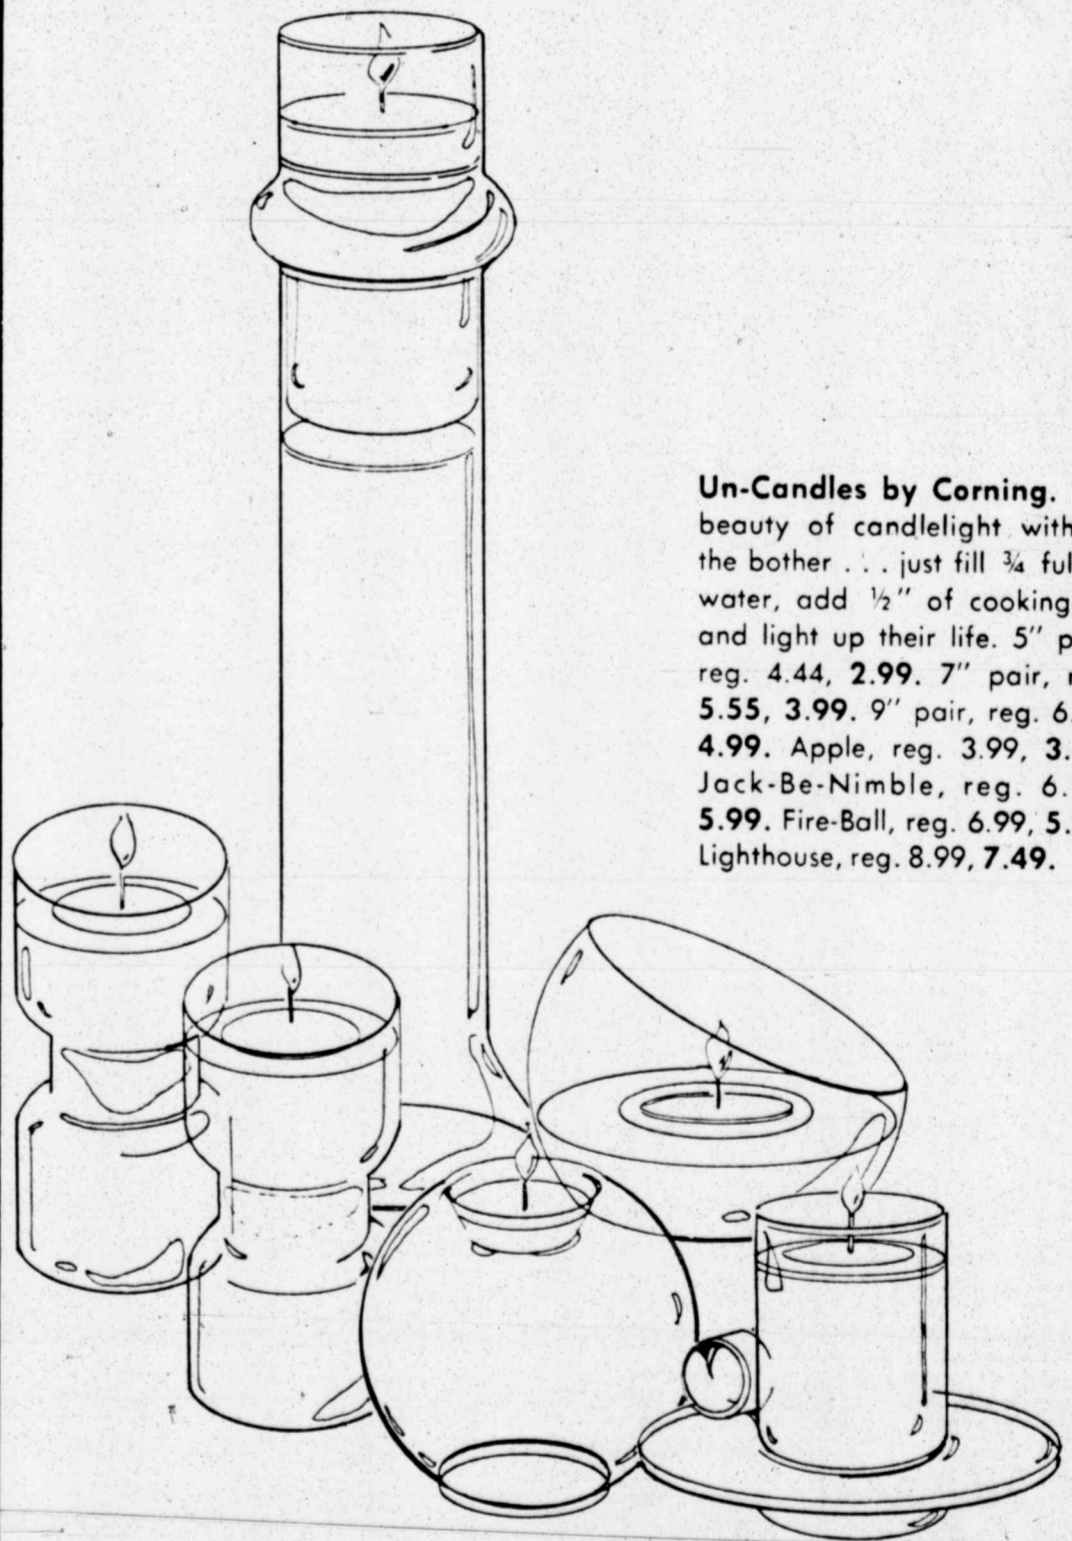 Un-Candles by Corning.
beauty of candlelight with
the bother . . . just fill ¾ ful
water, add ½" of cooking
and light up their life. 5" p
reg. 4.44, 2.99. 7" pair, r
5.55, 3.99. 9" pair, reg. 6.
4.99. Apple, reg. 3.99, 3.
Jack-Be-Nimble, reg. 6.
5.99. Fire-Ball, reg. 6.99, 5.
Lighthouse, reg. 8.99, 7.49.